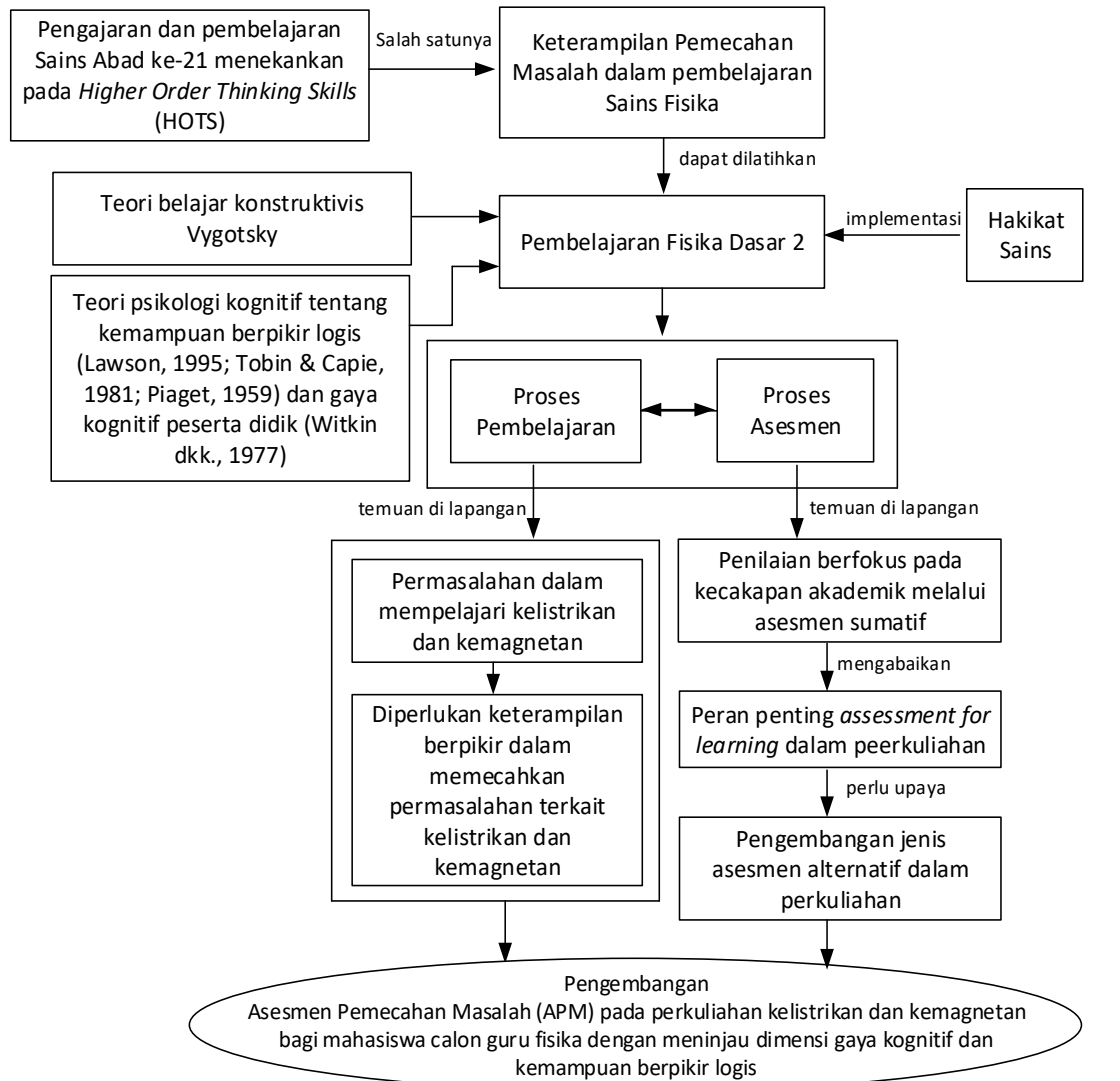 Pengajaran dan pembelajaran
Sains Abad ke-21 menekankan
pada Higher Order Thinking Skills
(HOTS)
Salah satunya
Keterampilan Pemecahan
Masalah dalam pembelajaran
Sains Fisika
dapat dilatihkan
Teori belajar konstruktivis
Vygotsky
Pembelajaran Fisika Dasar 2
implementasi
Hakikat
Sains
Teori psikologi kognitif tentang
kemampuan berpikir logis
(Lawson, 1995; Tobin & Capie,
1981; Piaget, 1959) dan gaya
kognitif peserta didik (Witkin
dkk., 1977)
Proses
Pembelajaran
Proses
Asesmen
temuan di lapangan
temuan di lapangan
Permasalahan dalam
mempelajari kelistrikan
dan kemagnetan
Diperlukan keterampilan
berpikir dalam
memecahkan
permasalahan terkait
kelistrikan dan
kemagnetan
Penilaian berfokus pada
kecakapan akademik melalui
asesmen sumatif
mengabaikan
Peran penting assessment for
learning dalam peerkuliahan
perlu upaya
Pengembangan jenis
asesmen alternatif dalam
perkuliahan
Pengembangan
Asesmen Pemecahan Masalah (APM) pada perkuliahan kelistrikan dan kemagnetan
bagi mahasiswa calon guru fisika dengan meninjau dimensi gaya kognitif dan
kemampuan berpikir logis